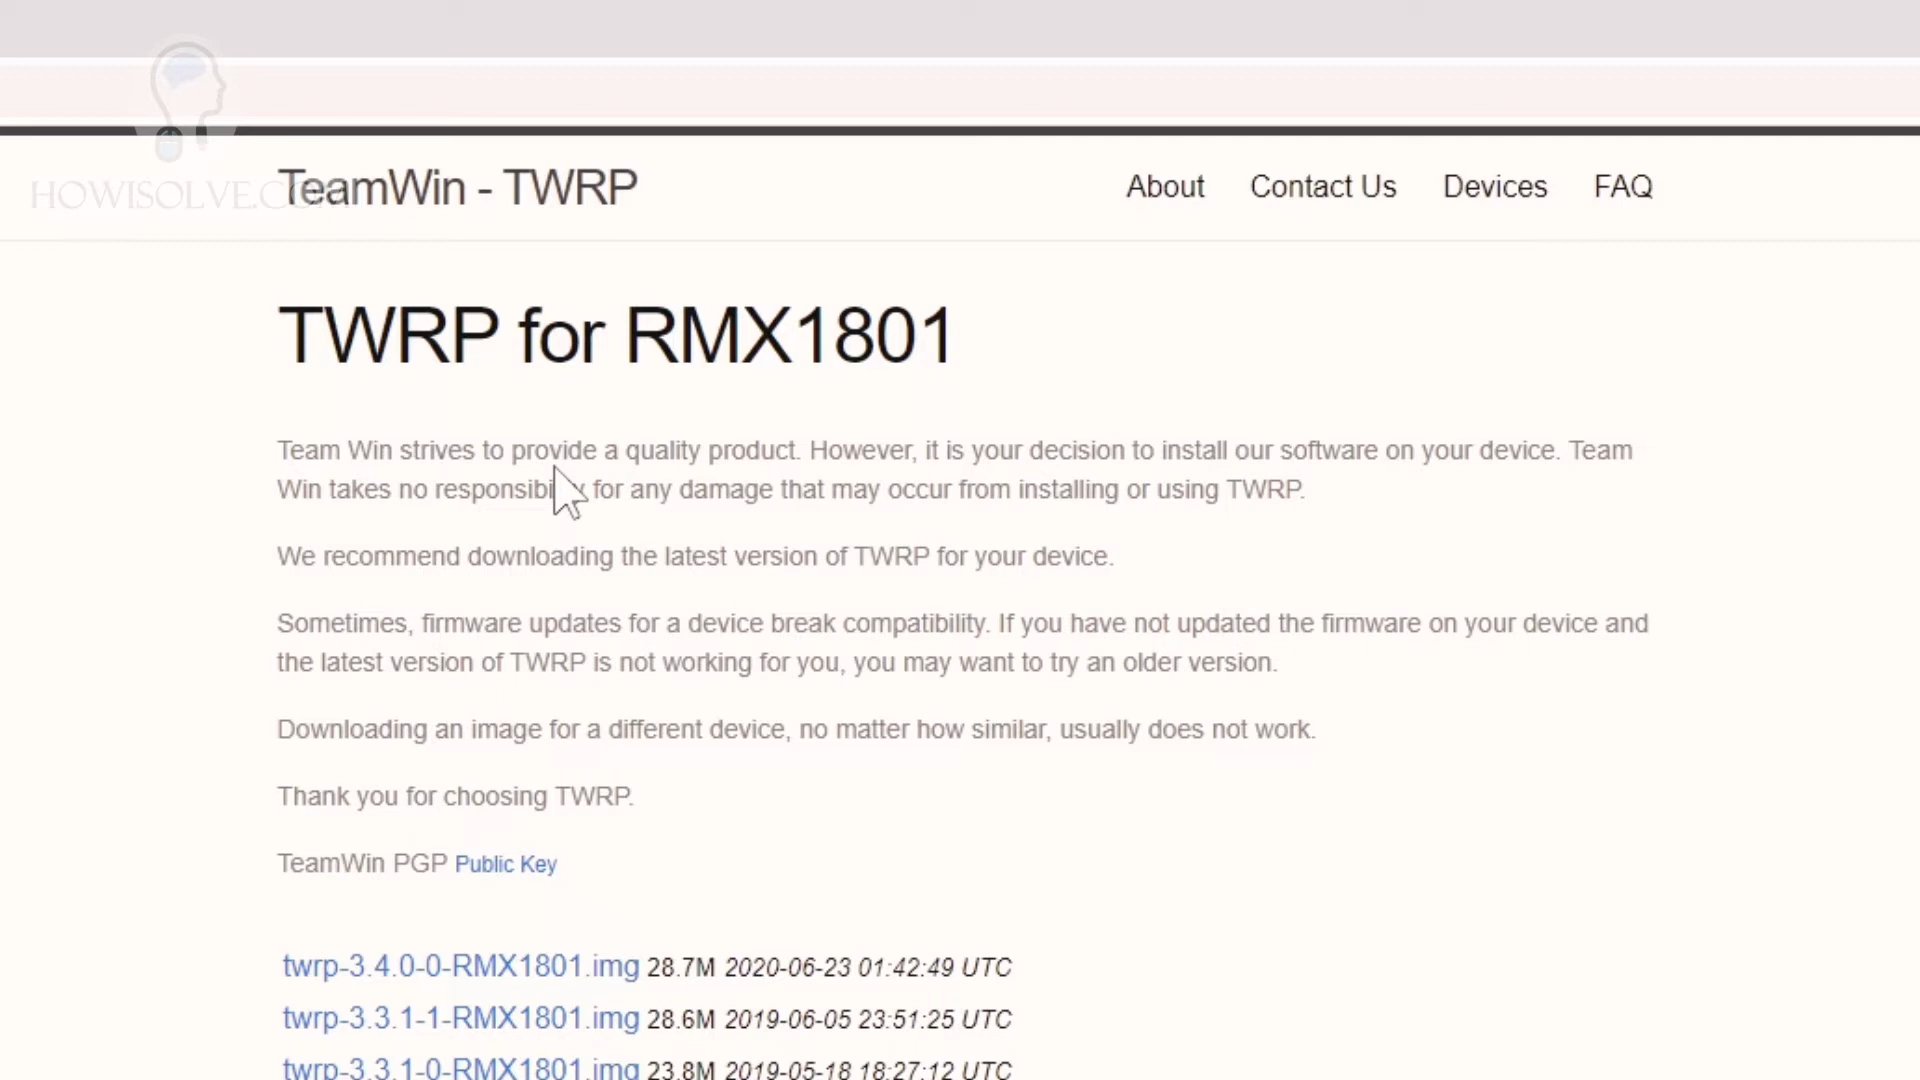 HOWISOLVE.COM
TeamWin - TWRP
About Contact Us Devices FAQ
TWRP for RMX1801
Team Win strives to provide a quality product. However, it is your decision to install our software on your device. Team
Win takes no responsibility for any damage that may occur from installing or using TWRP.
We recommend downloading the latest version of TWRP for your device.
Sometimes, firmware updates for a device break compatibility. If you have not updated the firmware on your device and
the latest version of TWRP is not working for you, you may want to try an older version.
Downloading an image for a different device, no matter how similar, usually does not work.
Thank you for choosing TWRP.
TeamWin PGP Public Key
twrp-3.4.0-0-RMX1801.img 28.7M 2020-06-23 01:42:49 UTC
twrp-3.3.1-1-RMX1801.img 28.6M 2019-06-05 23:51:25 UTC
twrp-3.3.1-0-RMX1801.img 23.8M 2019-05-18 18:27:12 UTC